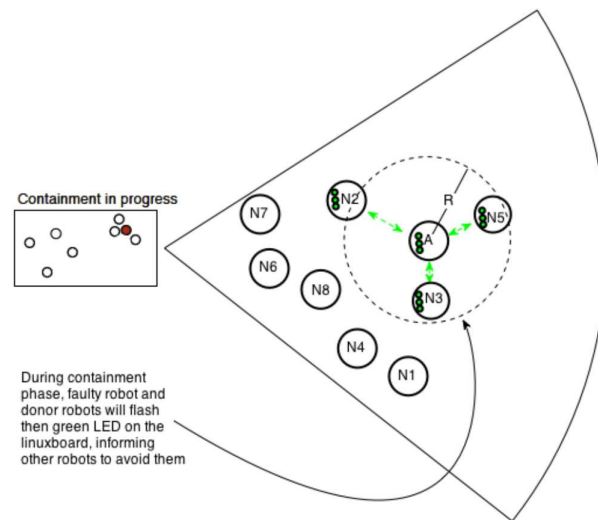 Containment in progress
N7
N2
R
N5
A
N6
N8
N3
N4
N1
During containment
phase, faulty robot and
donor robots will flash
then green LED on the
linuxboard, informing
other robots to avoid them